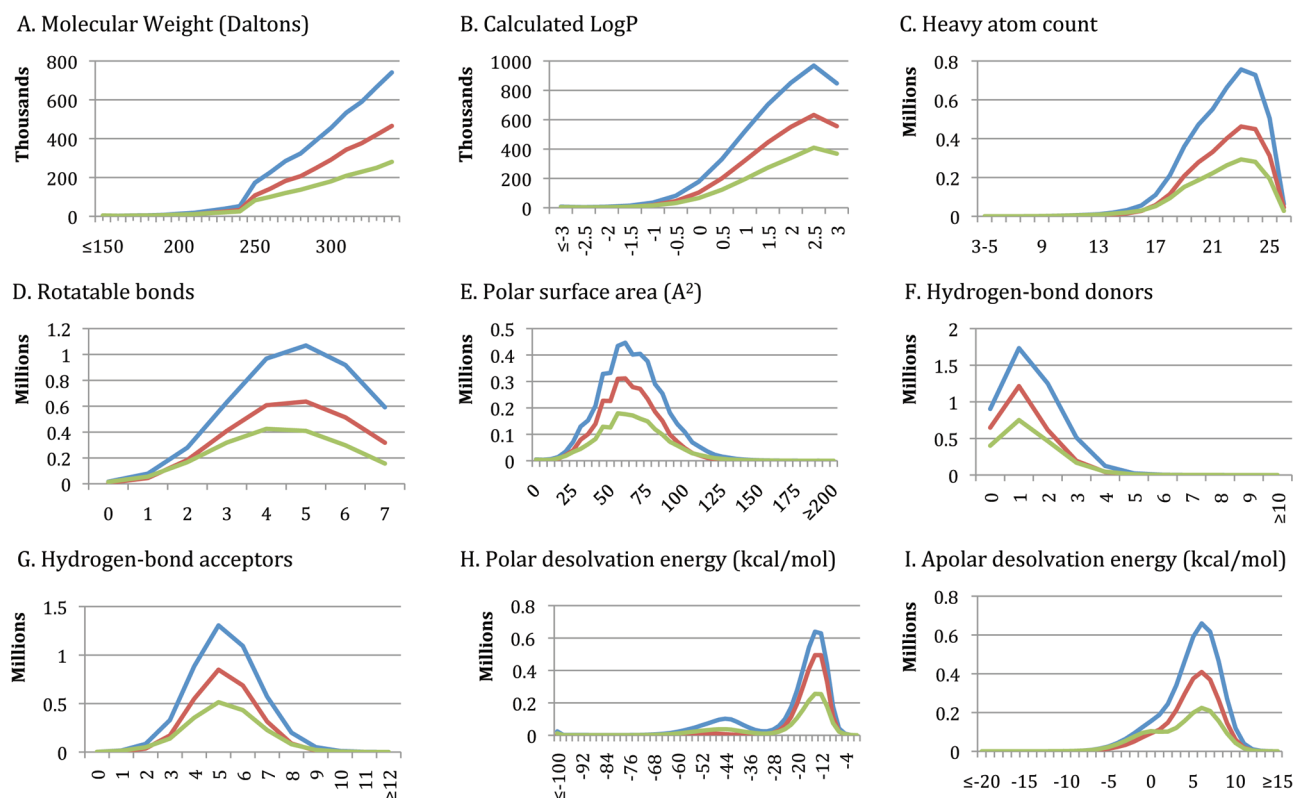 A. Molecular Weight (Daltons)
Thousands
800
600
400
200
0
≤150 200 250 300
B. Calculated LogP
Thousands
1000
800
600
400
200
0
≤-3 -2.5 -2 -1.5 -1 -0.5 0 0.5 1 1.5 2 2.5 3
C. Heavy atom count
Millions
0.8
0.6
0.4
0.2
0
3-5 9 13 17 21 25
D. Rotatable bonds
Millions
1.2
1
0.8
0.6
0.4
0.2
0
0 1 2 3 4 5 6 7
E. Polar surface area (A²)
Millions
0.5
0.4
0.3
0.2
0.1
0
0 25 50 75 100 125 150 175 ≥200
F. Hydrogen-bond donors
Millions
2
1.5
1
0.5
0
0 1 2 3 4 5 6 7 8 9 ≥10
G. Hydrogen-bond acceptors
Millions
1.5
1
0.5
0
0 1 2 3 4 5 6 7 8 9 10 11 ≥12
H. Polar desolvation energy (kcal/mol)
Millions
0.8
0.6
0.4
0.2
0
≤-100 -92 -84 -76 -68 -60 -52 -44 -36 -28 -20 -12 -4
I. Apolar desolvation energy (kcal/mol)
Millions
0.8
0.6
0.4
0.2
0
≤-20 -15 -10 -5 0 5 10 ≥15